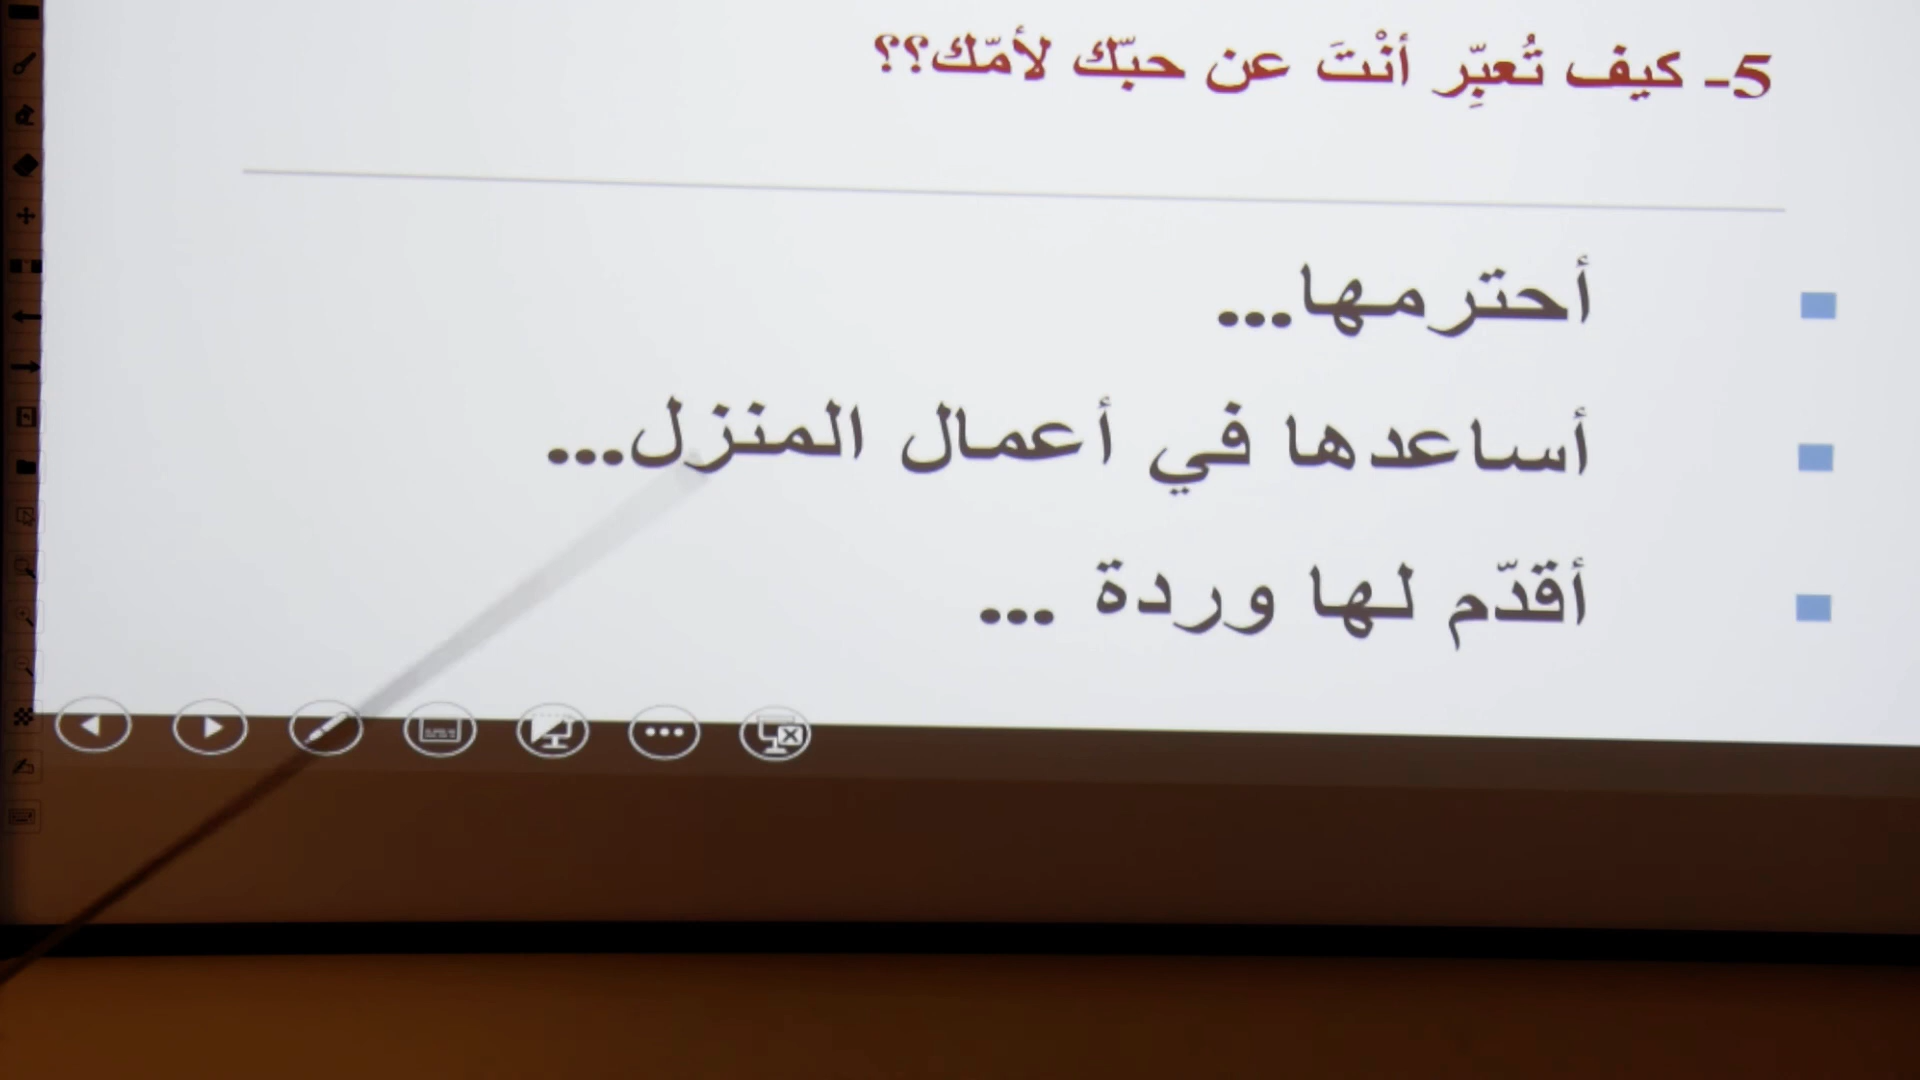 5- كيف تُعبِّر أنْتَ عن حبّك لأمّك؟؟
أحترمها...
أساعدها في أعمال المنزل...
أقدّم لها وردة ...